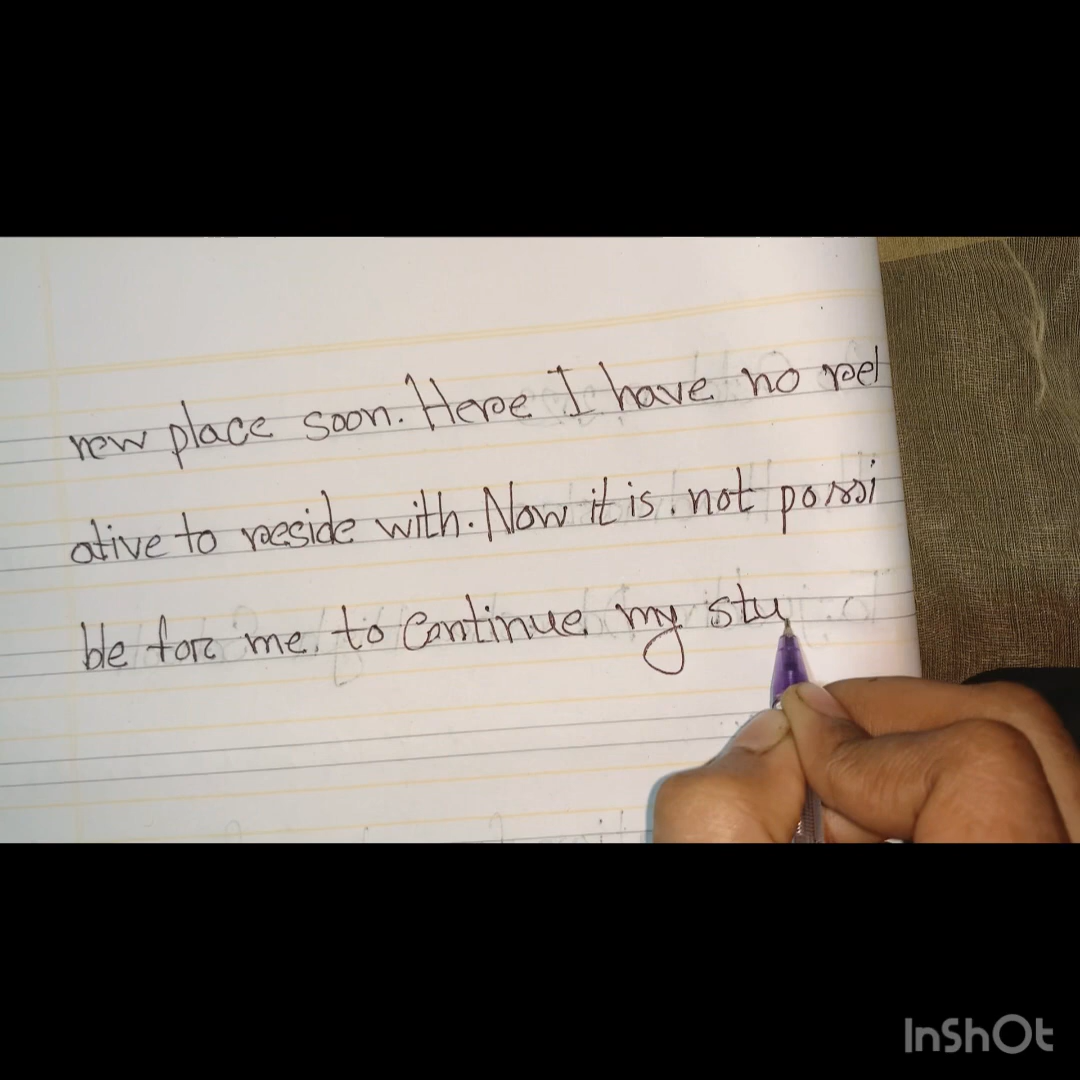 new place soon. Here I have no rel
ative to reside with. Now it is. not possi
ble for me. to continue my stu
InShOt